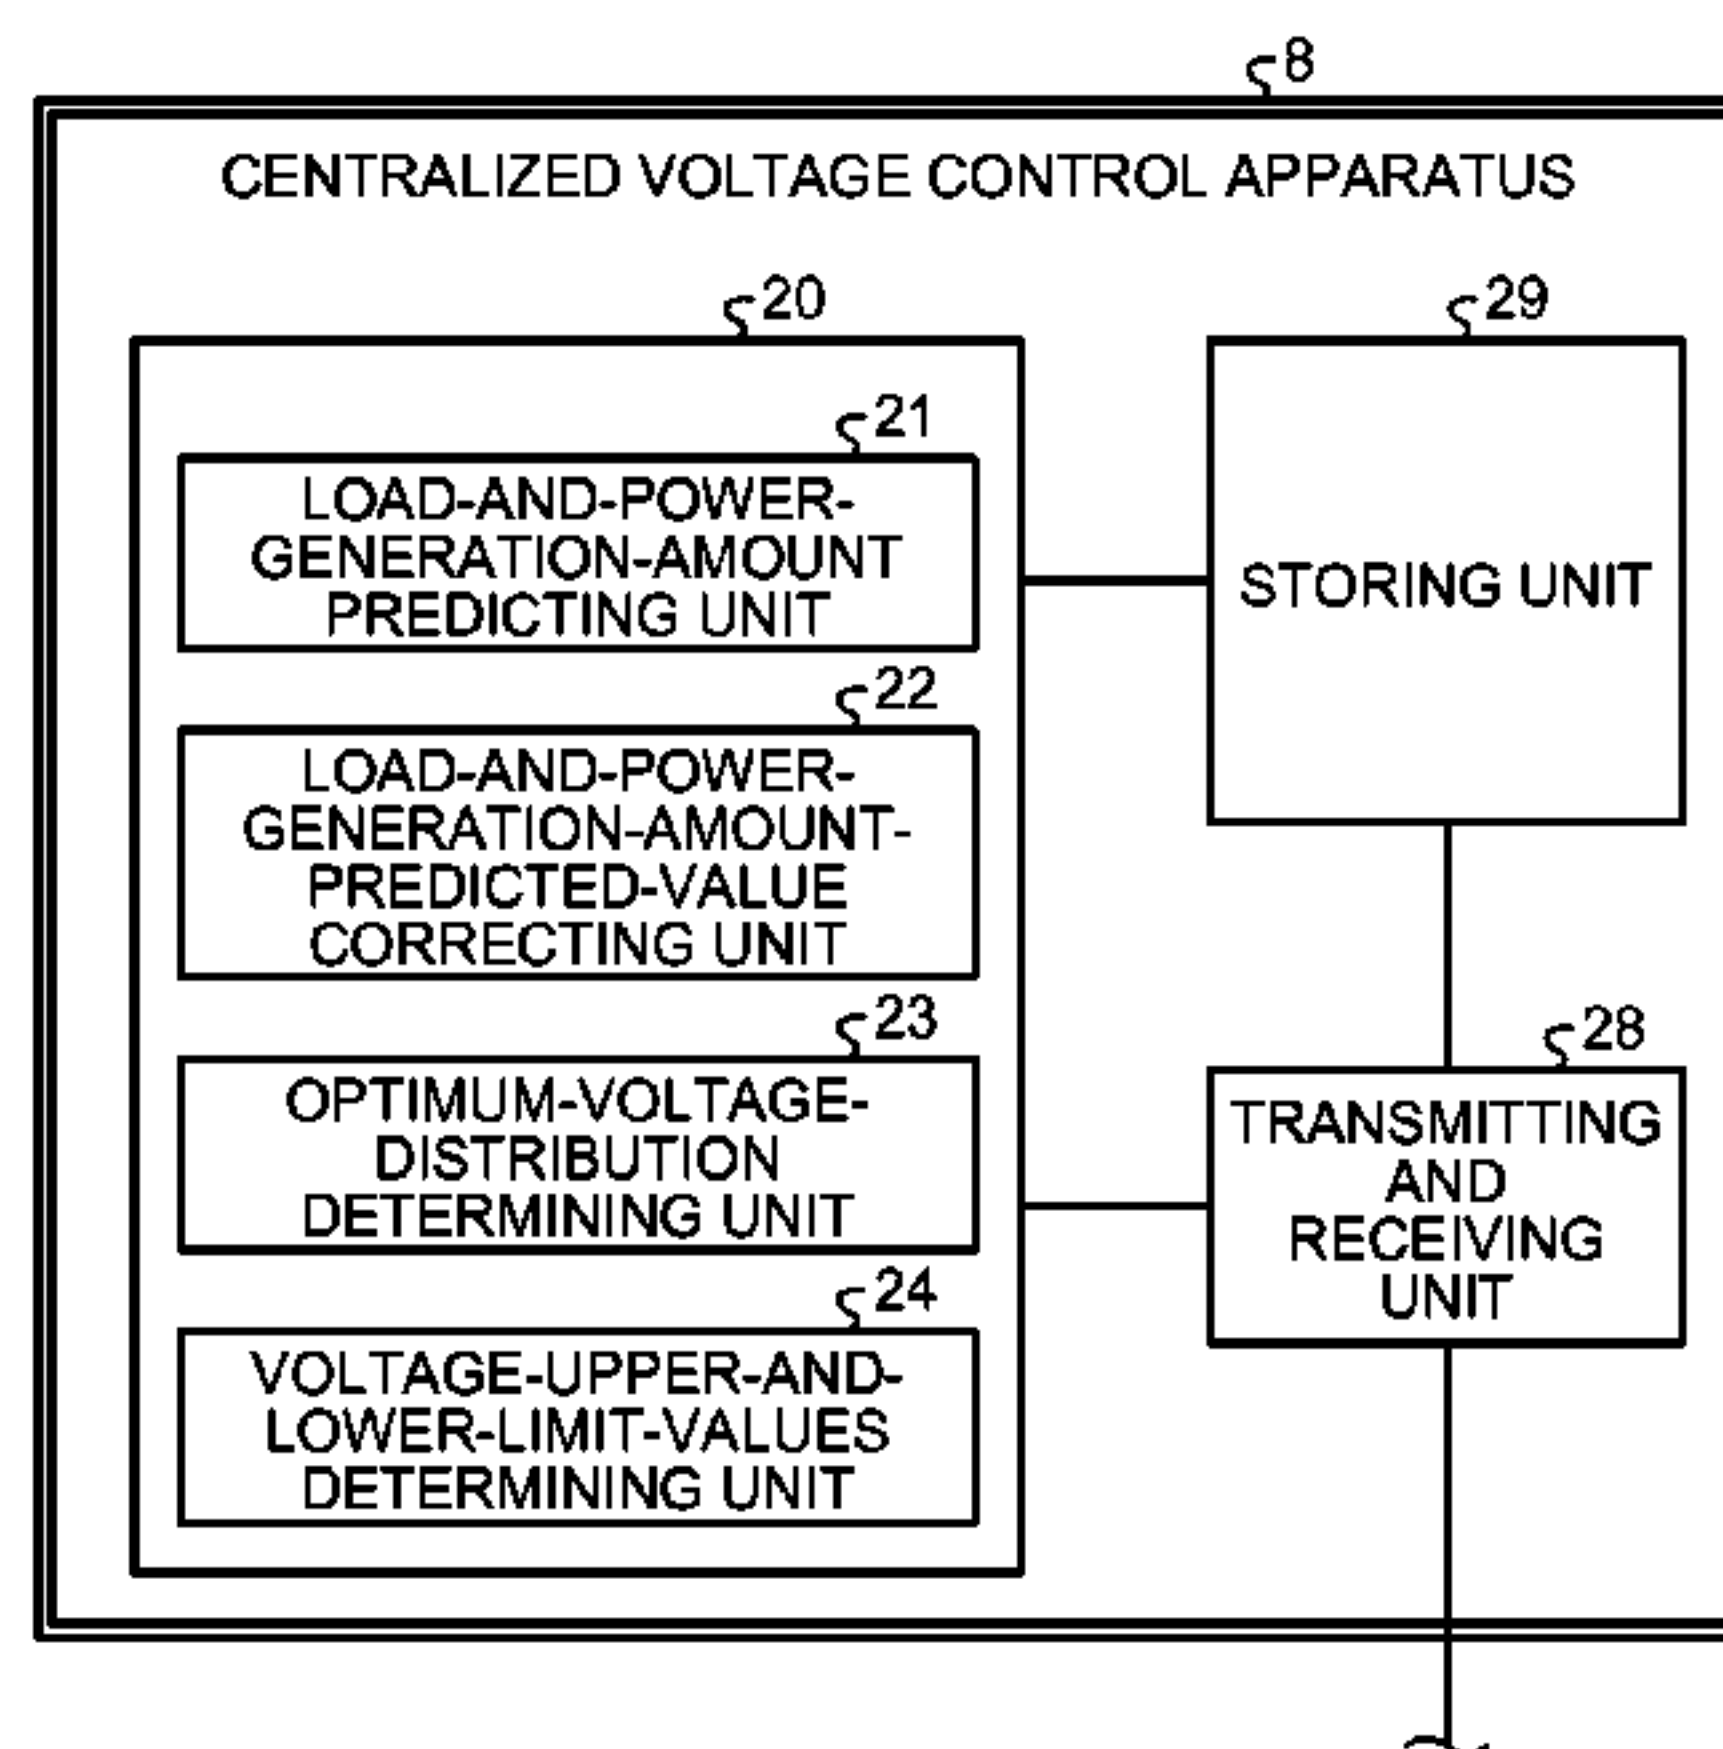 8
CENTRALIZED VOLTAGE CONTROL APPARATUS
20
21
LOAD-AND-POWER-
GENERATION-AMOUNT
PREDICTING UNIT
22
LOAD-AND-POWER-
GENERATION-AMOUNT-
PREDICTED-VALUE
CORRECTING UNIT
23
OPTIMUM-VOLTAGE-
DISTRIBUTION
DETERMINING UNIT
24
VOLTAGE-UPPER-AND-
LOWER-LIMIT-VALUES
DETERMINING UNIT
29
STORING UNIT
28
TRANSMITTING
AND
RECEIVING
UNIT